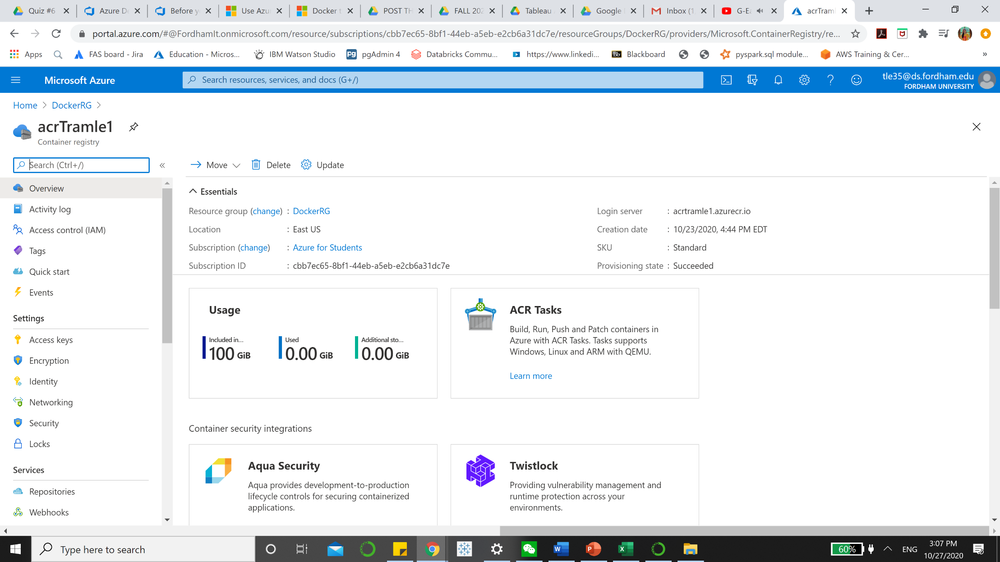 Quiz #6
Azure De
Before y
Use Azu
Docker t
POST TH
FALL 202
Tableau
Google
Inbox (1
G-Ea
acrTraml
portal.azure.com/#@FordhamIt.onmicrosoft.com/resource/subscriptions/cbb7ec65-8bf1-44eb-a5eb-e2cb6a31dc7e/resourceGroups/DockerRG/providers/Microsoft.ContainerRegistry/re...
Apps
FAS board - Jira
Education - Micros...
IBM Watson Studio
pg
pgAdmin 4
Databricks Commu...
https://www.linkedi...
Bb
Blackboard
pyspark.sql module...
AWS Training & Cer...
»
Microsoft Azure
Search resources, services, and docs (G+/)
tle35@ds.fordham.edu
FORDHAM UNIVERSITY
Home > DockerRG >
acrTramle1
Container registry
Search (Ctrl+/)
«
Move
Delete
Update
Overview
Activity log
Access control (IAM)
Tags
Quick start
Events
Settings
Access keys
Encryption
Identity
Networking
Security
Locks
Services
Repositories
Webhooks
Essentials
Resource group (change) : DockerRG
Location : East US
Subscription (change) : Azure for Students
Subscription ID : cbb7ec65-8bf1-44eb-a5eb-e2cb6a31dc7e
Login server : acrtramle1.azurecr.io
Creation date : 10/23/2020, 4:44 PM EDT
SKU : Standard
Provisioning state : Succeeded
Usage
Included in...
100 GiB
Used
0.00 GiB
Additional sto...
0.00 GiB
ACR Tasks
Build, Run, Push and Patch containers in
Azure with ACR Tasks. Tasks supports
Windows, Linux and ARM with QEMU.
Learn more
Container security integrations
Aqua Security
Aqua provides development-to-production
lifecycle controls for securing containerized
applications.
Twistlock
Providing vulnerability management and
runtime protection across your
environments.
Type here to search
60%
ENG
3:07 PM
10/27/2020